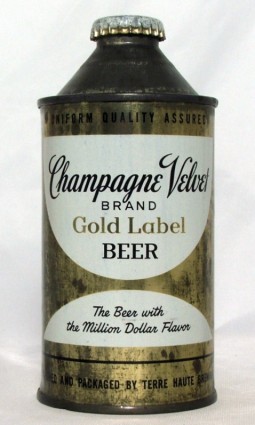 UNIFORM QUALITY ASSURED
Champagne Velvet
BRAND
Gold Label
BEER
The Beer with
the Million Dollar Flavor
AND PACKAGED BY TERRE HAUTE